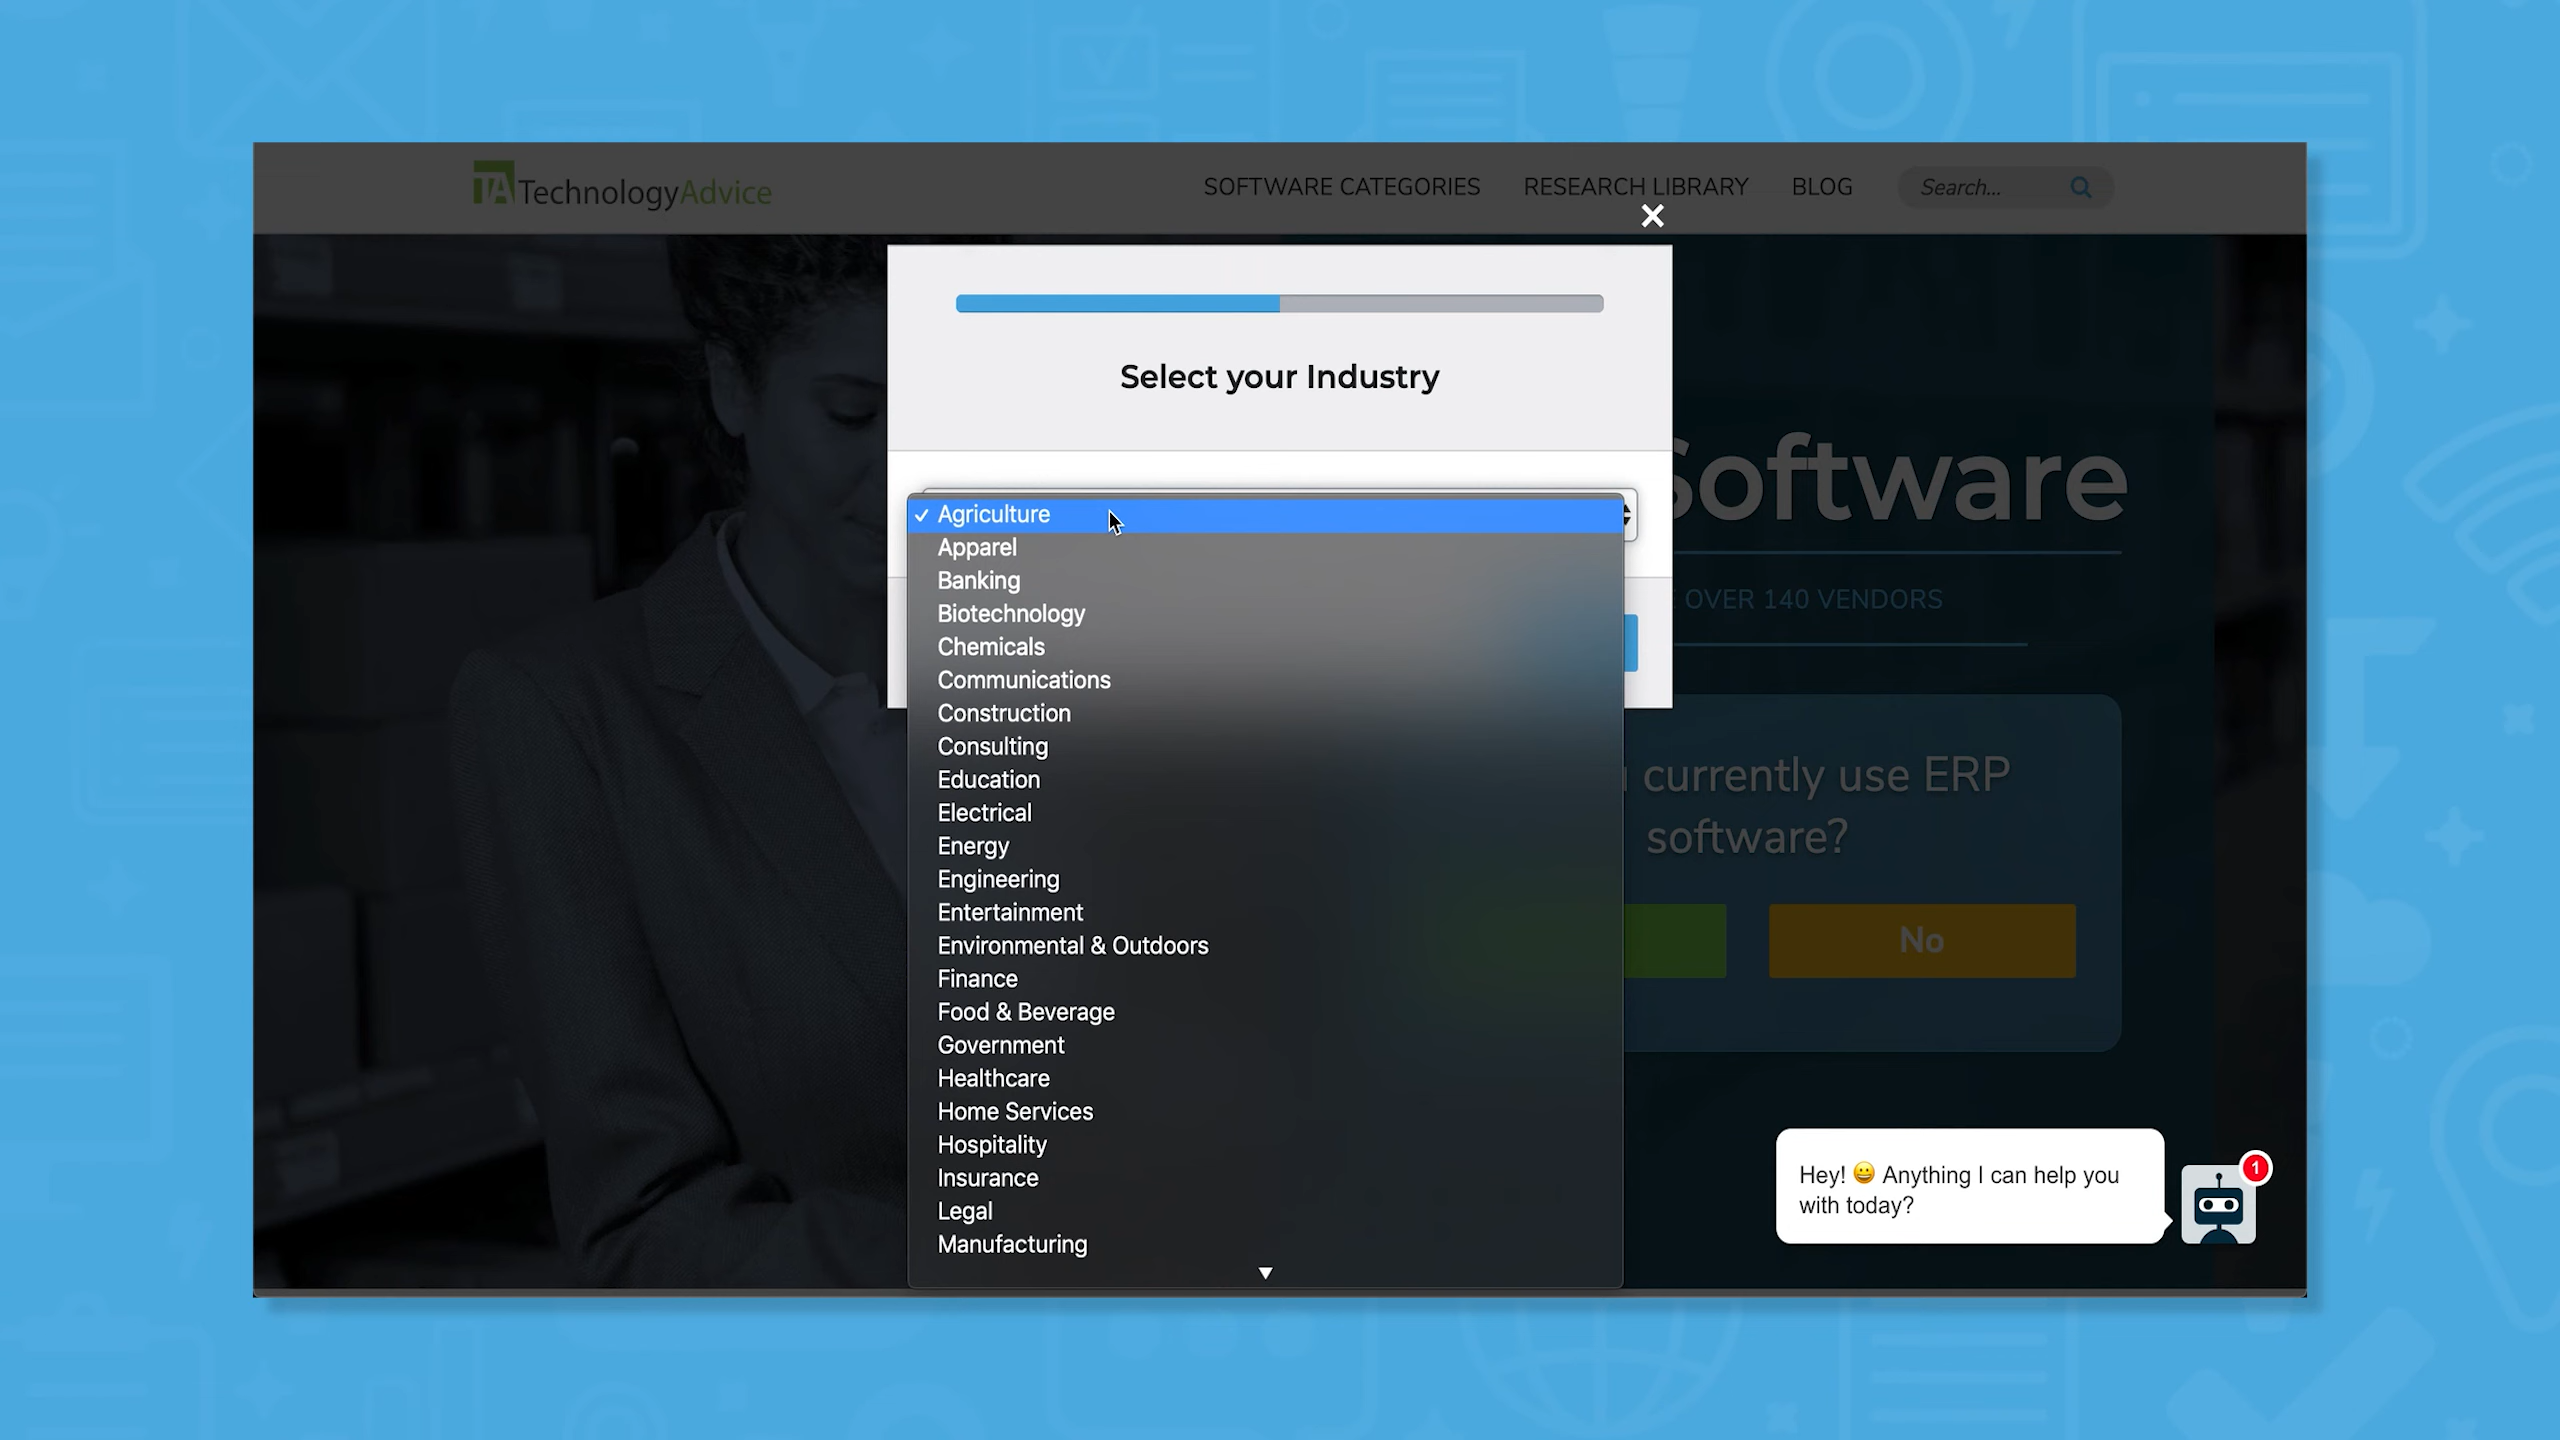 TA TechnologyAdvice
SOFTWARE CATEGORIES
RESEARCH LIBRARY
BLOG
Search...
Select your Industry
Software
OVER 140 VENDORS
✓ Agriculture
Apparel
Banking
Biotechnology
Chemicals
Communications
Construction
Consulting
Education
Electrical
Energy
Engineering
Entertainment
Environmental & Outdoors
Finance
Food & Beverage
Government
Healthcare
Home Services
Hospitality
Insurance
Legal
Manufacturing
currently use ERP
software?
No
Hey! 😀 Anything I can help you
with today?
1